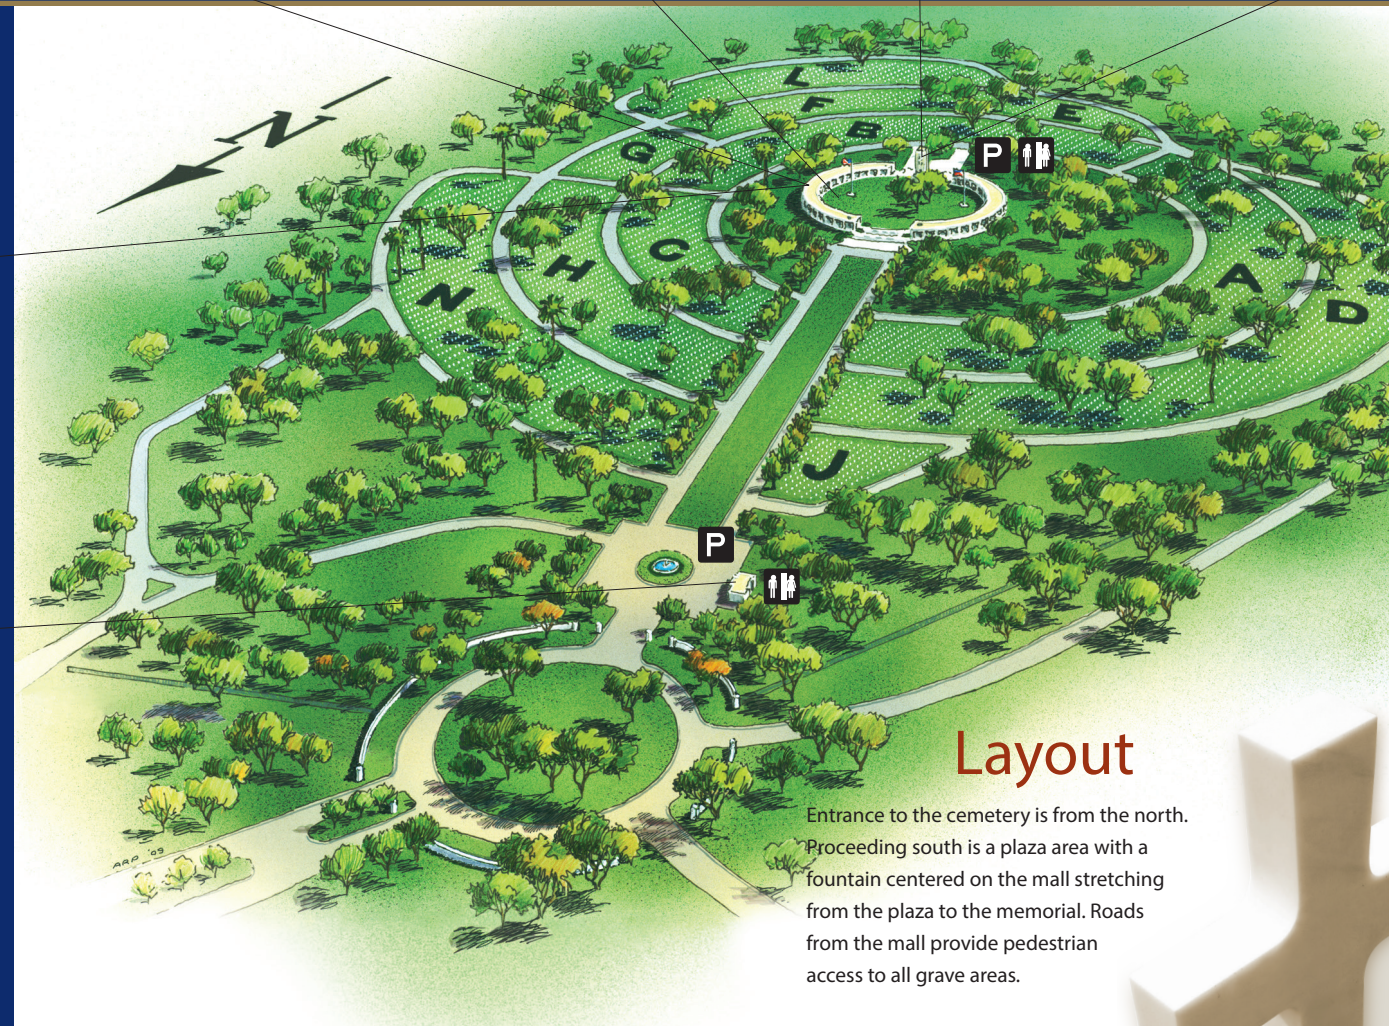 N
L
F
E
B
P
G
C
H
N
A
D
J
P
Layout
Entrance to the cemetery is from the north.
Proceeding south is a plaza area with a
fountain centered on the mall stretching
from the plaza to the memorial. Roads
from the mall provide pedestrian
access to all grave areas.
ARP '09